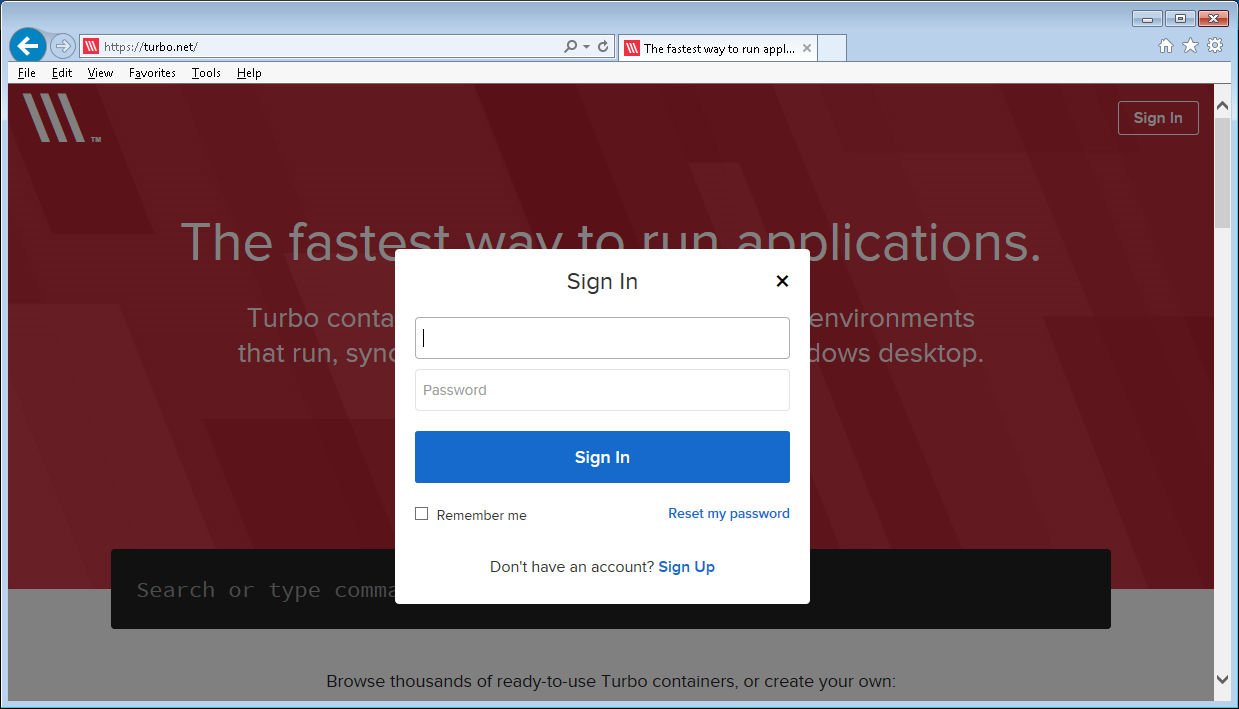 https://turbo.net/
The fastest way to run appl...
File Edit View Favorites Tools Help
TM
Sign In
The fastest way to run applications.
Turbo conta
environments
that run, sync
dows desktop.
Sign In
Password
Sign In
Remember me
Reset my password
Don't have an account? Sign Up
Search or type comma
Browse thousands of ready-to-use Turbo containers, or create your own: